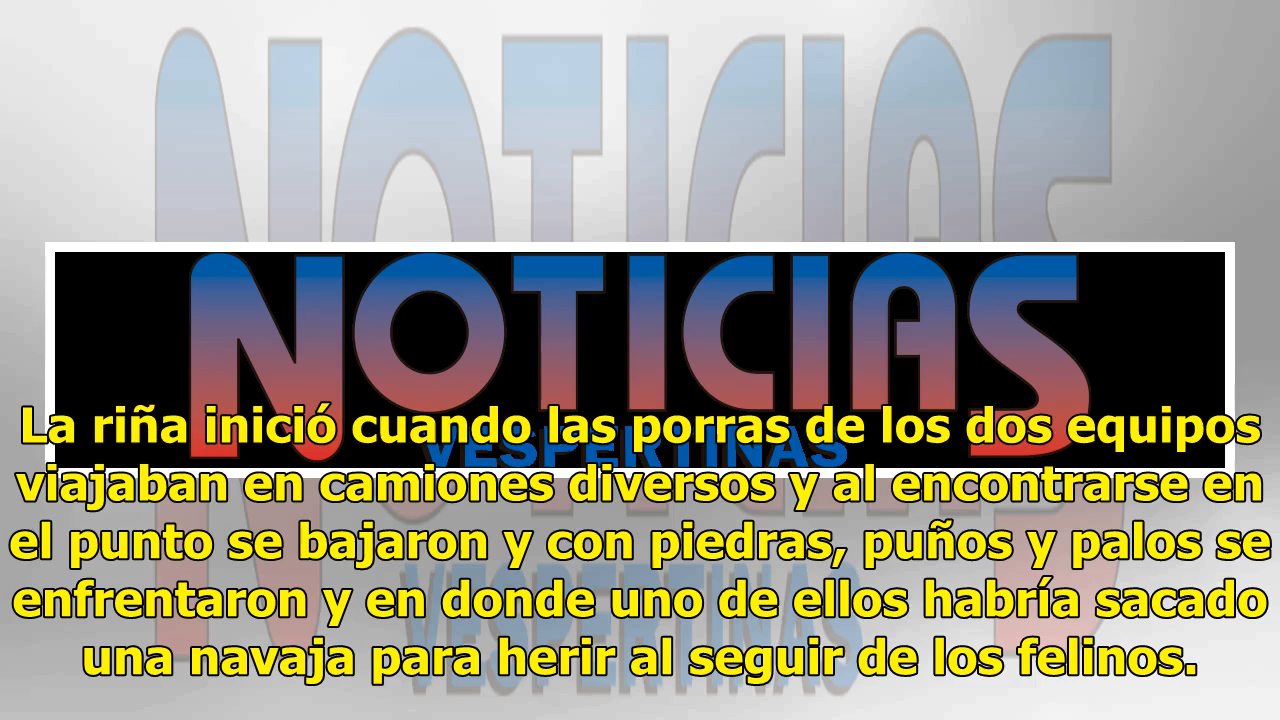 NOTICIAS
NOTICIAS
VESPERTINAS
La riña inició cuando las porras de los dos equipos
viajaban en camiones diversos y al encontrarse en
el punto se bajaron y con piedras, puños y palos se
enfrentaron y en donde uno de ellos habría sacado
una navaja para herir al seguir de los felinos.
VESPERTINAS